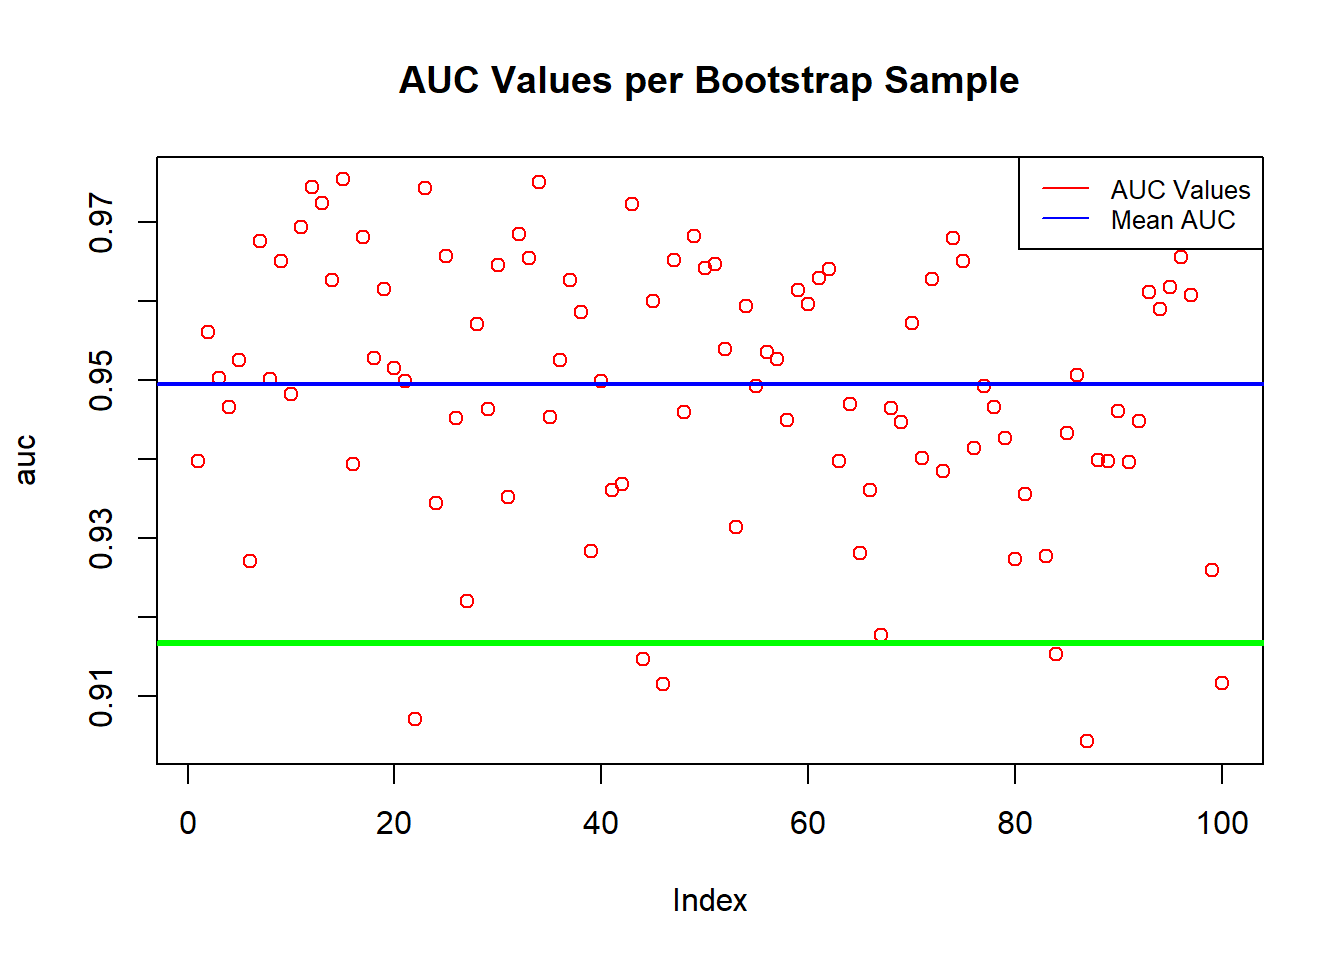 AUC Values per Bootstrap Sample
AUC Values
Mean AUC
auc
0.97
0.95
0.93
0.91
0 20 40 60 80 100
Index